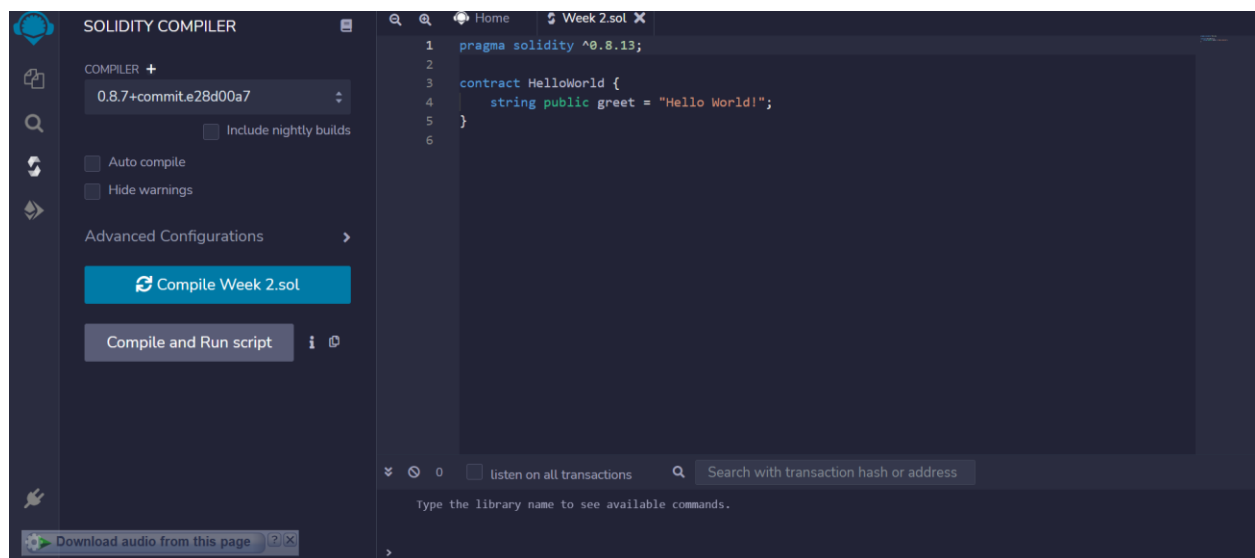 SOLIDITY COMPILER
COMPILER +
0.8.7+commit.e28d00a7
Include nightly builds
Auto compile
Hide warnings
Advanced Configurations
Compile Week 2.sol
Compile and Run script
Download audio from this page ? X
Home
Week 2.sol
1 pragma solidity ^0.8.13;
2
3 contract HelloWorld {
4     string public greet = "Hello World!";
5 }
6
0 listen on all transactions Search with transaction hash or address
Type the library name to see available commands.
>